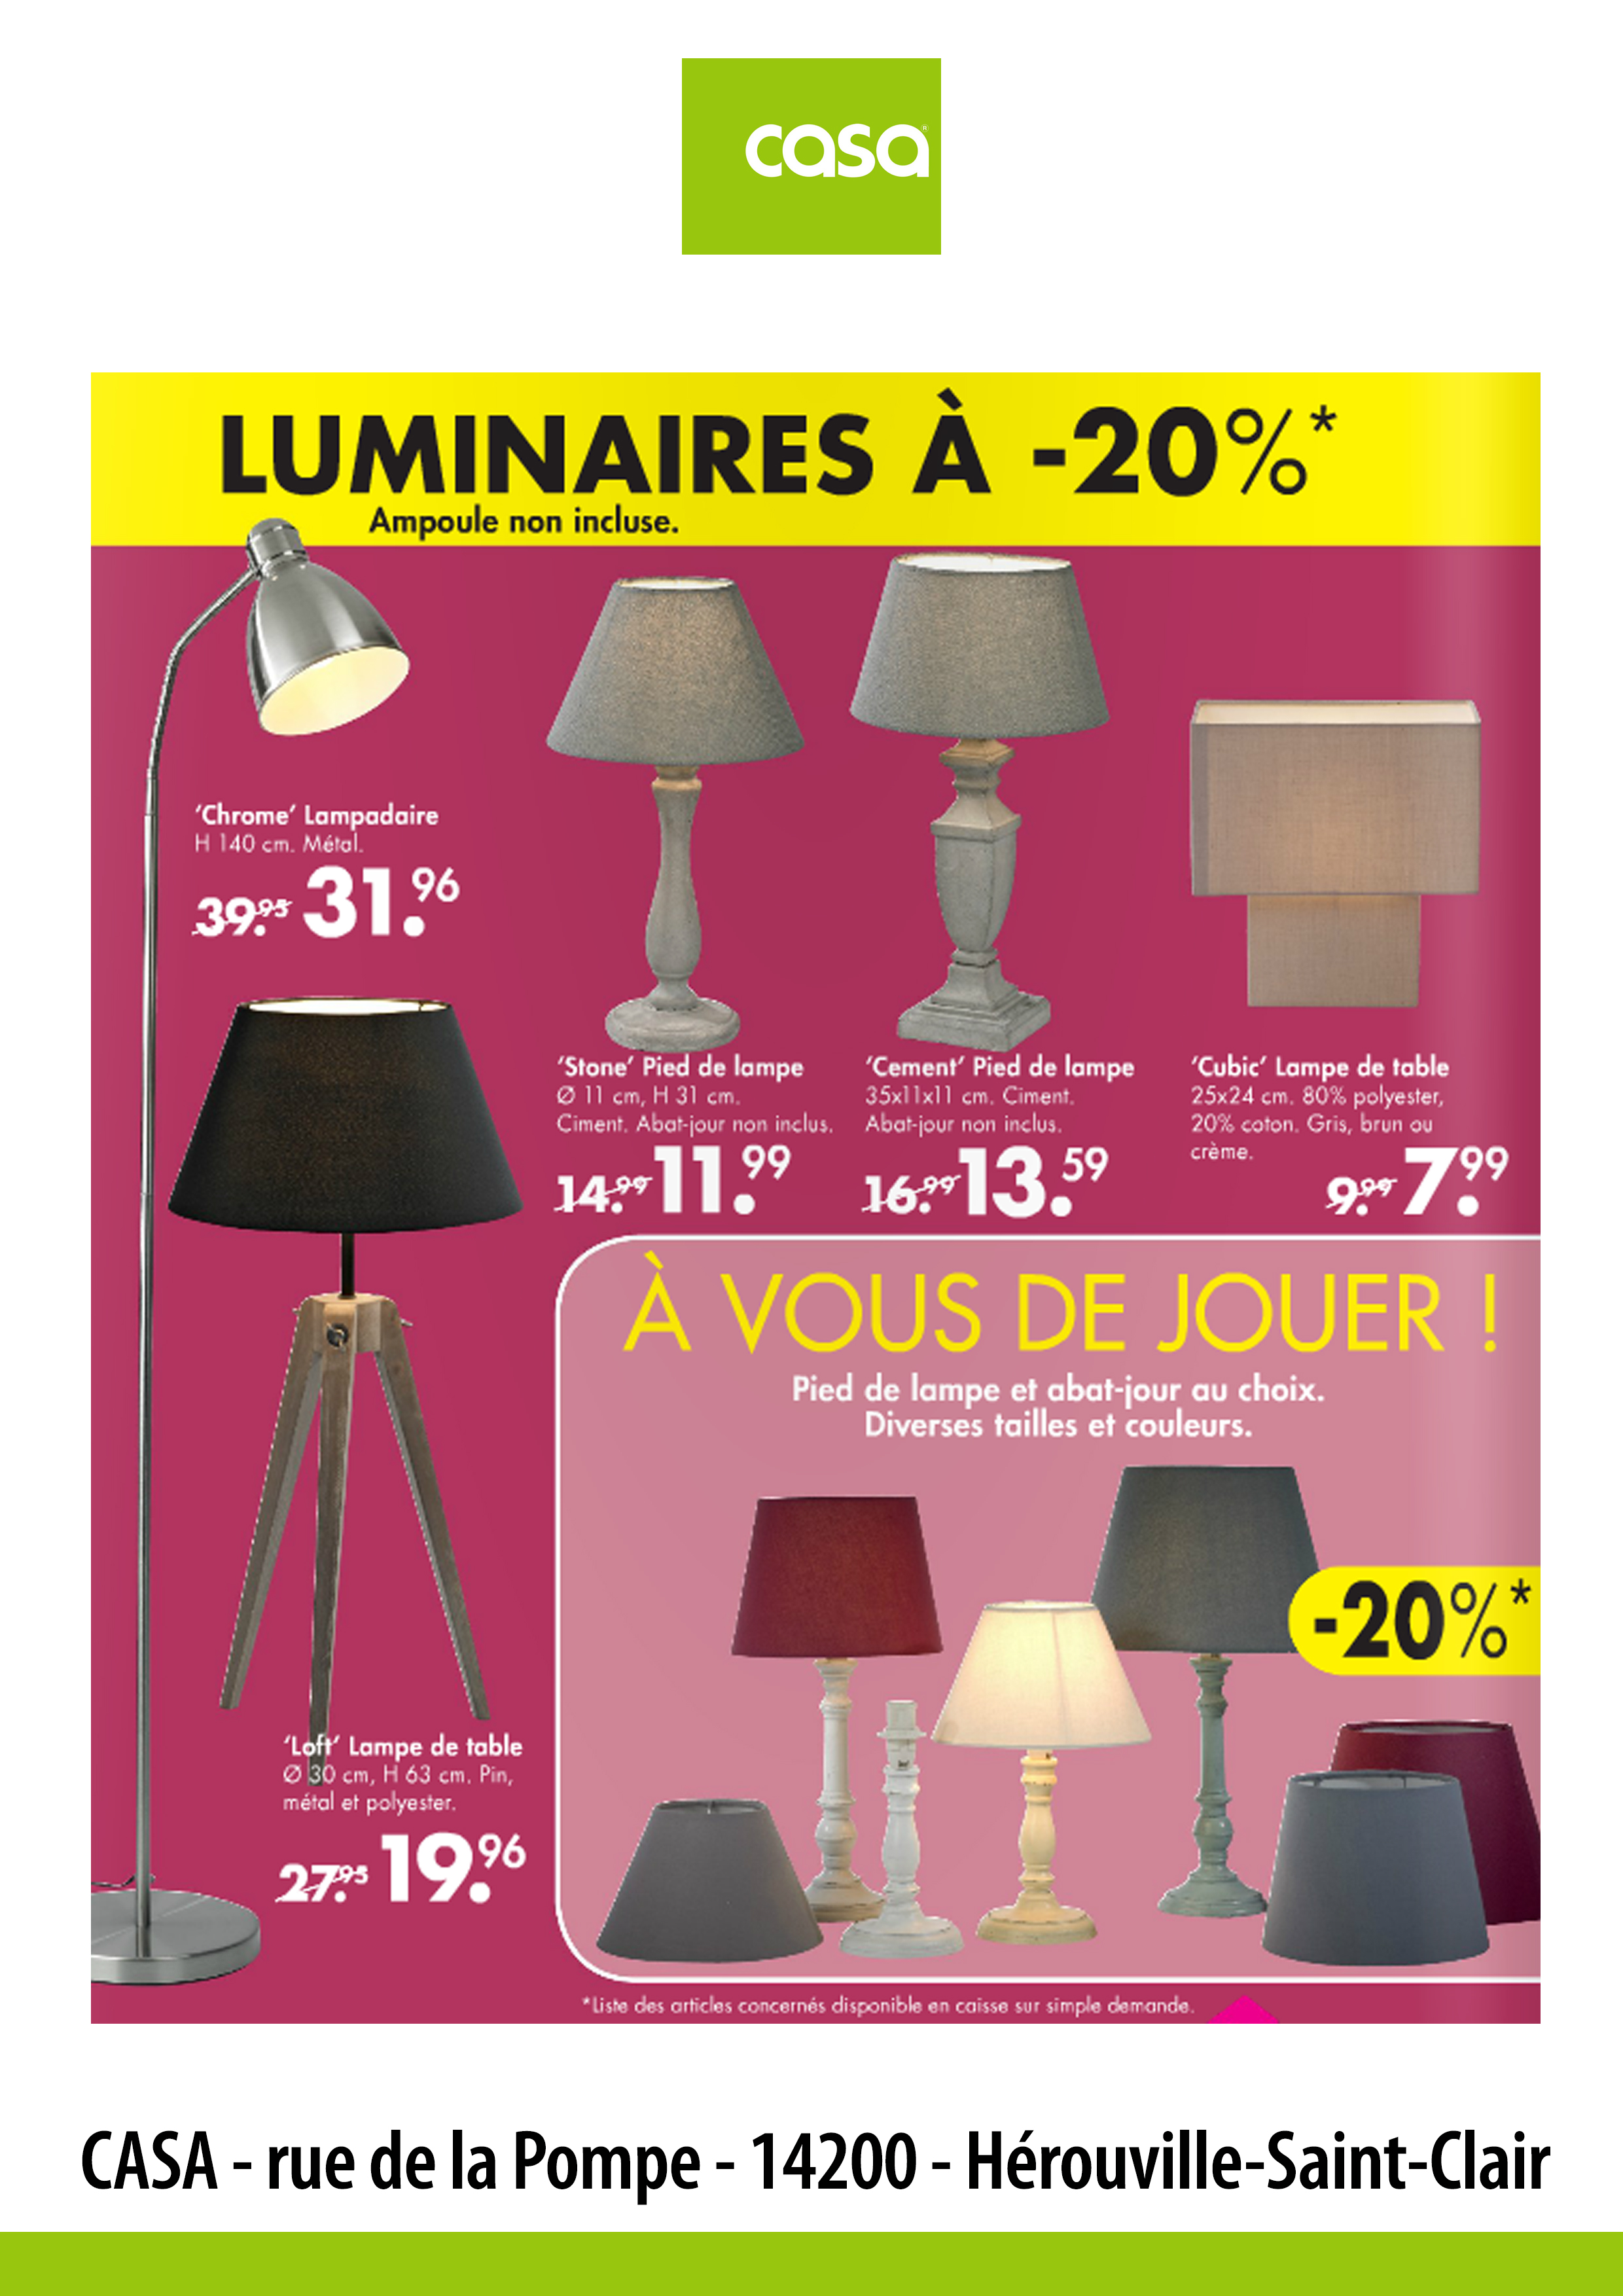 casa
LUMINAIRES À -20%*
Ampoule non incluse.
'Chrome' Lampadaire
H 140 cm. Métal.
39.95 31.96
'Stone' Pied de lampe
Ø 11 cm, H 31 cm.
Ciment. Abat-jour non inclus.
14.99 11.99
'Cement' Pied de lampe
35x11x11 cm. Ciment.
Abat-jour non inclus.
16.99 13.59
'Cubic' Lampe de table
25x24 cm. 80% polyester,
20% coton. Gris, brun ou
crème.
9.99 7.99
À VOUS DE JOUER !
Pied de lampe et abat-jour au choix.
Diverses tailles et couleurs.
-20%*
'Loft' Lampe de table
Ø 30 cm, H 63 cm. Pin,
métal et polyester.
27.95 19.96
*Liste des articles concernés disponible en caisse sur simple demande.
CASA - rue de la Pompe - 14200 - Hérouville-Saint-Clair